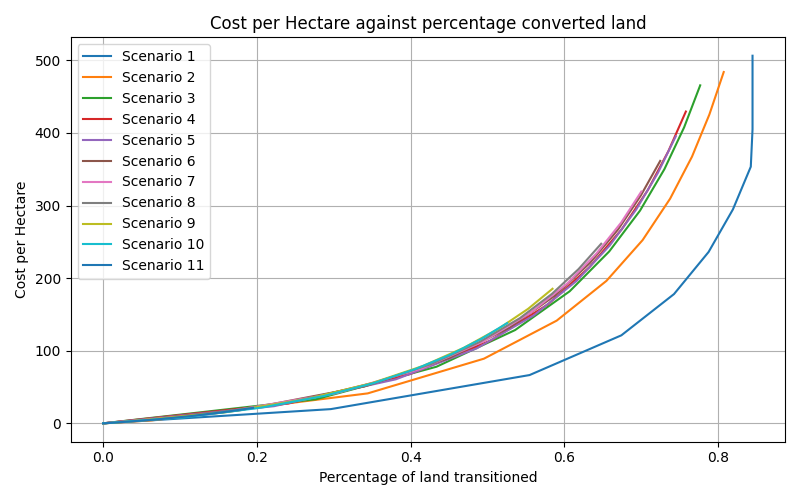 Cost per Hectare against percentage converted land
Cost per Hectare
500
400
300
200
100
0
Scenario 1
Scenario 2
Scenario 3
Scenario 4
Scenario 5
Scenario 6
Scenario 7
Scenario 8
Scenario 9
Scenario 10
Scenario 11
0.0 0.2 0.4 0.6 0.8
Percentage of land transitioned